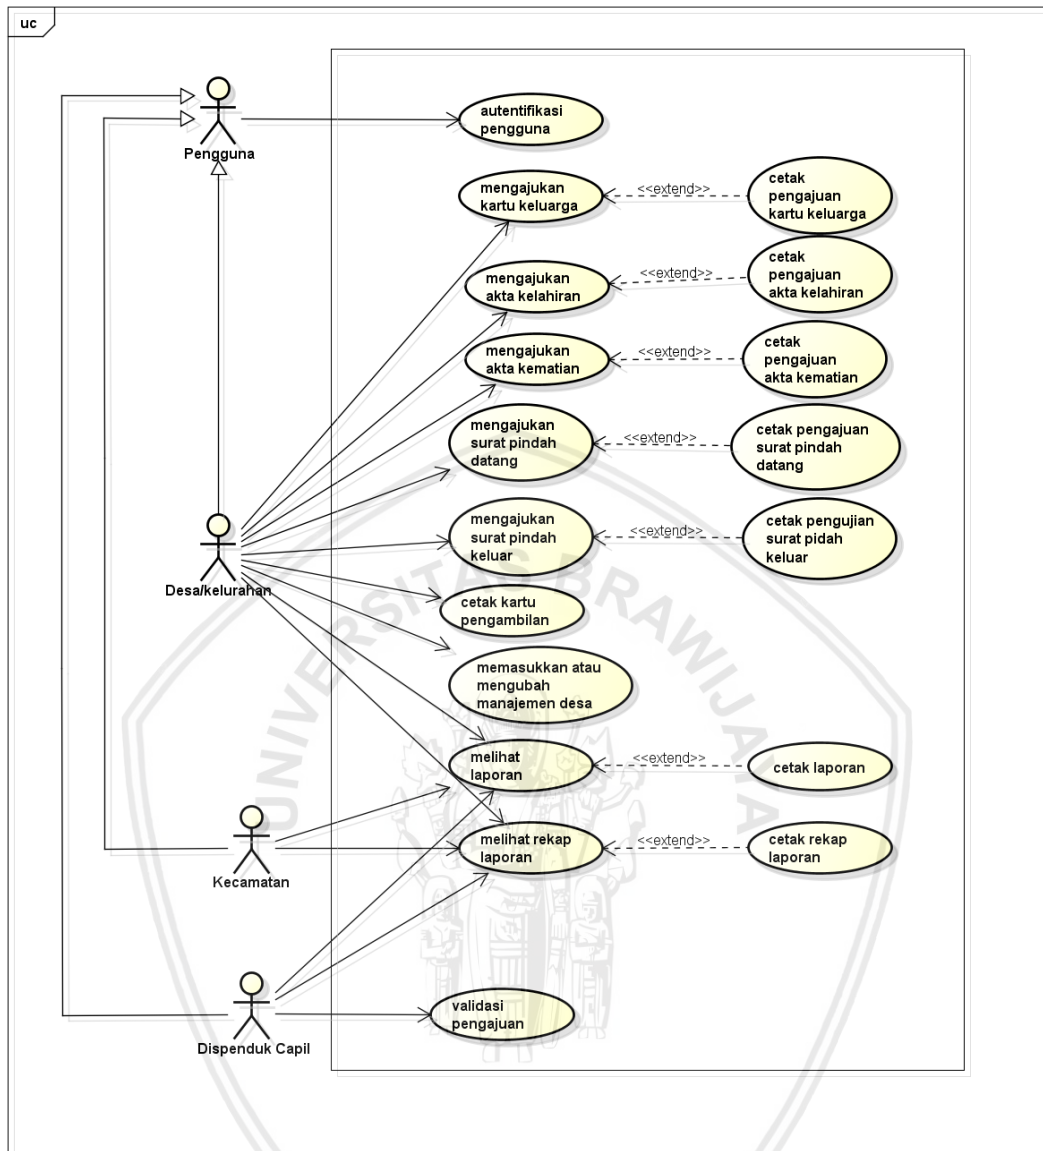 uc
autentifikasi
pengguna
Pengguna
mengajukan
kartu keluarga
<<extend>>
cetak
pengajuan
kartu keluarga
mengajukan
akta kelahiran
<<extend>>
cetak
pengajuan
akta kelahiran
mengajukan
akta kematian
<<extend>>
cetak
pengajuan
akta kematian
mengajukan
surat pindah
datang
<<extend>>
cetak pengajuan
surat pindah
datang
mengajukan
surat pindah
keluar
<<extend>>
cetak pengujian
surat pidah
keluar
Desa/kelurahan
cetak kartu
pengambilan
memasukkan atau
mengubah
manajemen desa
melihat
laporan
<<extend>>
cetak laporan
melihat rekap
laporan
<<extend>>
cetak rekap
laporan
Kecamatan
validasi
pengajuan
Dispenduk Capil
UNIVERSITAS BRAWIJAYA